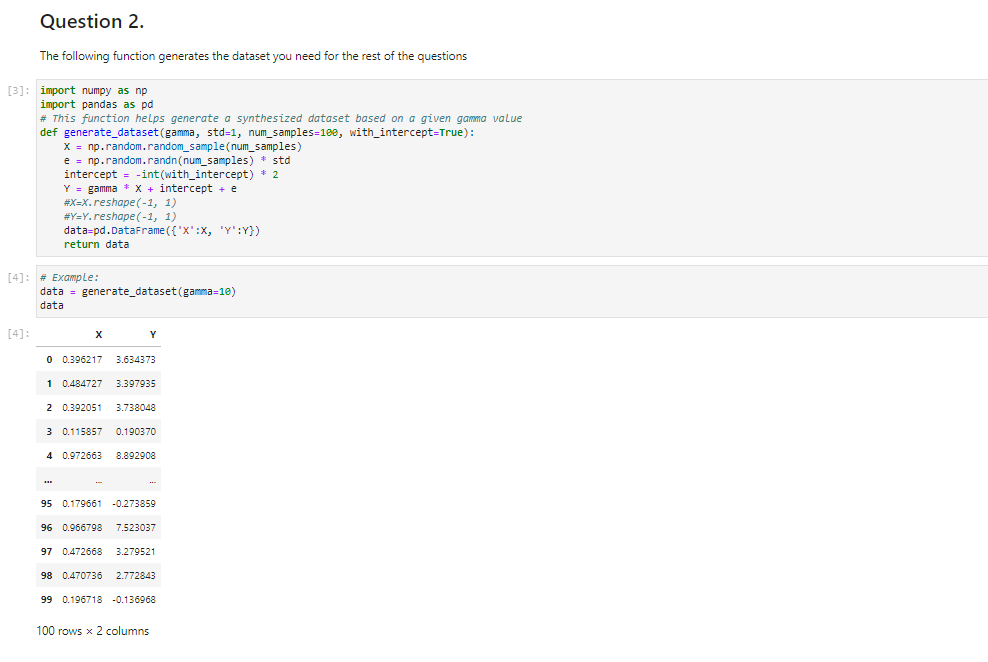 Question 2.
The following function generates the dataset you need for the rest of the questions
[3]: import numpy as np
import pandas as pd
# This function helps generate a synthesized dataset based on a given gamma value
def generate_dataset(gamma, std=1, num_samples=100, with_intercept=True):
    X = np.random.random_sample(num_samples)
    e = np.random.randn(num_samples) * std
    intercept = -int(with_intercept) * 2
    Y = gamma * X + intercept + e
    #X=X.reshape(-1, 1)
    #Y=Y.reshape(-1, 1)
    data=pd.DataFrame({'X':X, 'Y':Y})
    return data
[4]: # Example:
data = generate_dataset(gamma=10)
data
[4]: X Y
0 0.396217 3.634373
1 0.484727 3.397935
2 0.392051 3.738048
3 0.115857 0.190370
4 0.972663 8.892908
... ... ...
95 0.179661 -0.273859
96 0.966798 7.523037
97 0.472668 3.279521
98 0.470736 2.772843
99 0.196718 -0.136968
100 rows × 2 columns